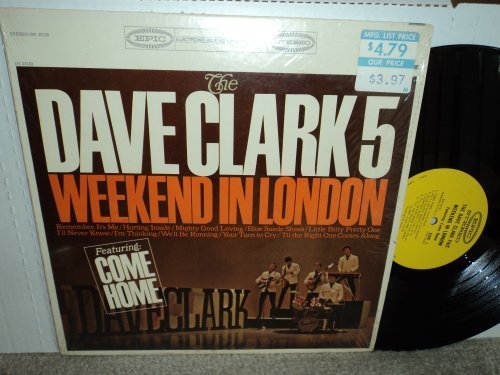 EPIC
STEREO
MFG. LIST PRICE
$4.79
OUR PRICE
$3.97
The
DAVE CLARK 5
WEEKEND IN LONDON
Remember, It's Me/Hurting Inside/Mighty Good Loving/Blue Suede Shoes/Little Bitty Pretty One
I'll Never Know/I'm Thinking/We'll Be Running/Your Turn to Cry/'Til the Right One Comes Along
Featuring:
COME
HOME
DAVE CLARK